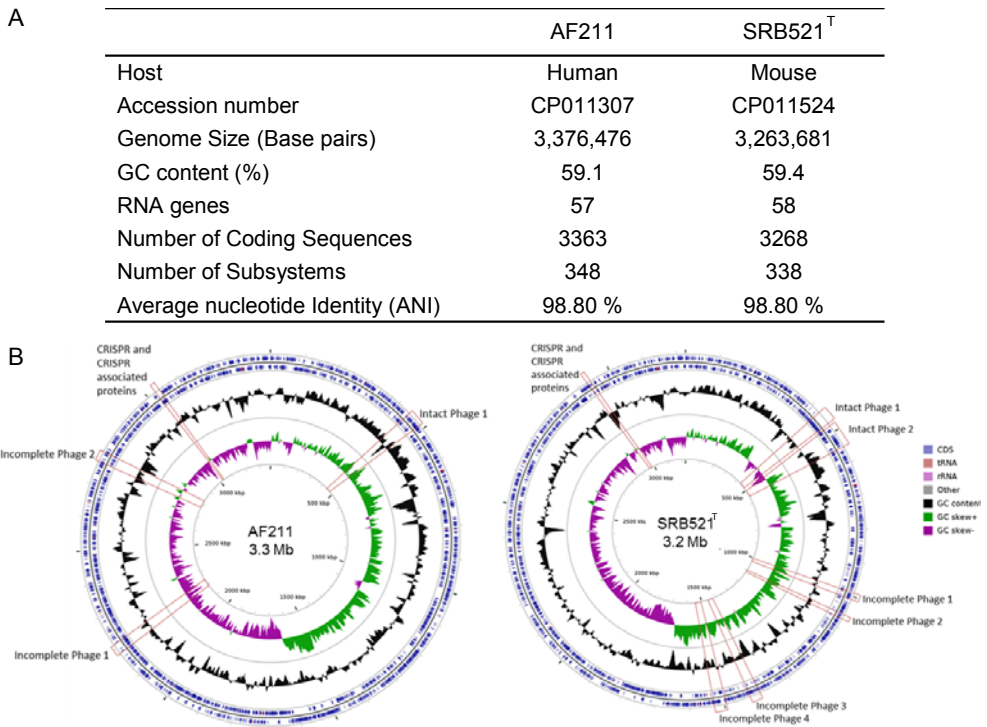 A
AF211 SRB521T
Host Human Mouse
Accession number CP011307 CP011524
Genome Size (Base pairs) 3,376,476 3,263,681
GC content (%) 59.1 59.4
RNA genes 57 58
Number of Coding Sequences 3363 3268
Number of Subsystems 348 338
Average nucleotide Identity (ANI) 98.80 % 98.80 %
B
CRISPR and
CRISPR
associated
proteins
Intact Phage 1
Incomplete Phage 2
Incomplete Phage 1
3000 kbp
500 kbp
2500 kbp
1000 kbp
2000 kbp
1500 kbp
AF211
3.3 Mb
CRISPR and
CRISPR
associated
proteins
Intact Phage 1
Intact Phage 2
Incomplete Phage 1
Incomplete Phage 2
Incomplete Phage 3
Incomplete Phage 4
3000 kbp
500 kbp
2500 kbp
1000 kbp
2000 kbp
1500 kbp
SRB521T
3.2 Mb
CDS
tRNA
rRNA
Other
GC content
GC skew+
GC skew-